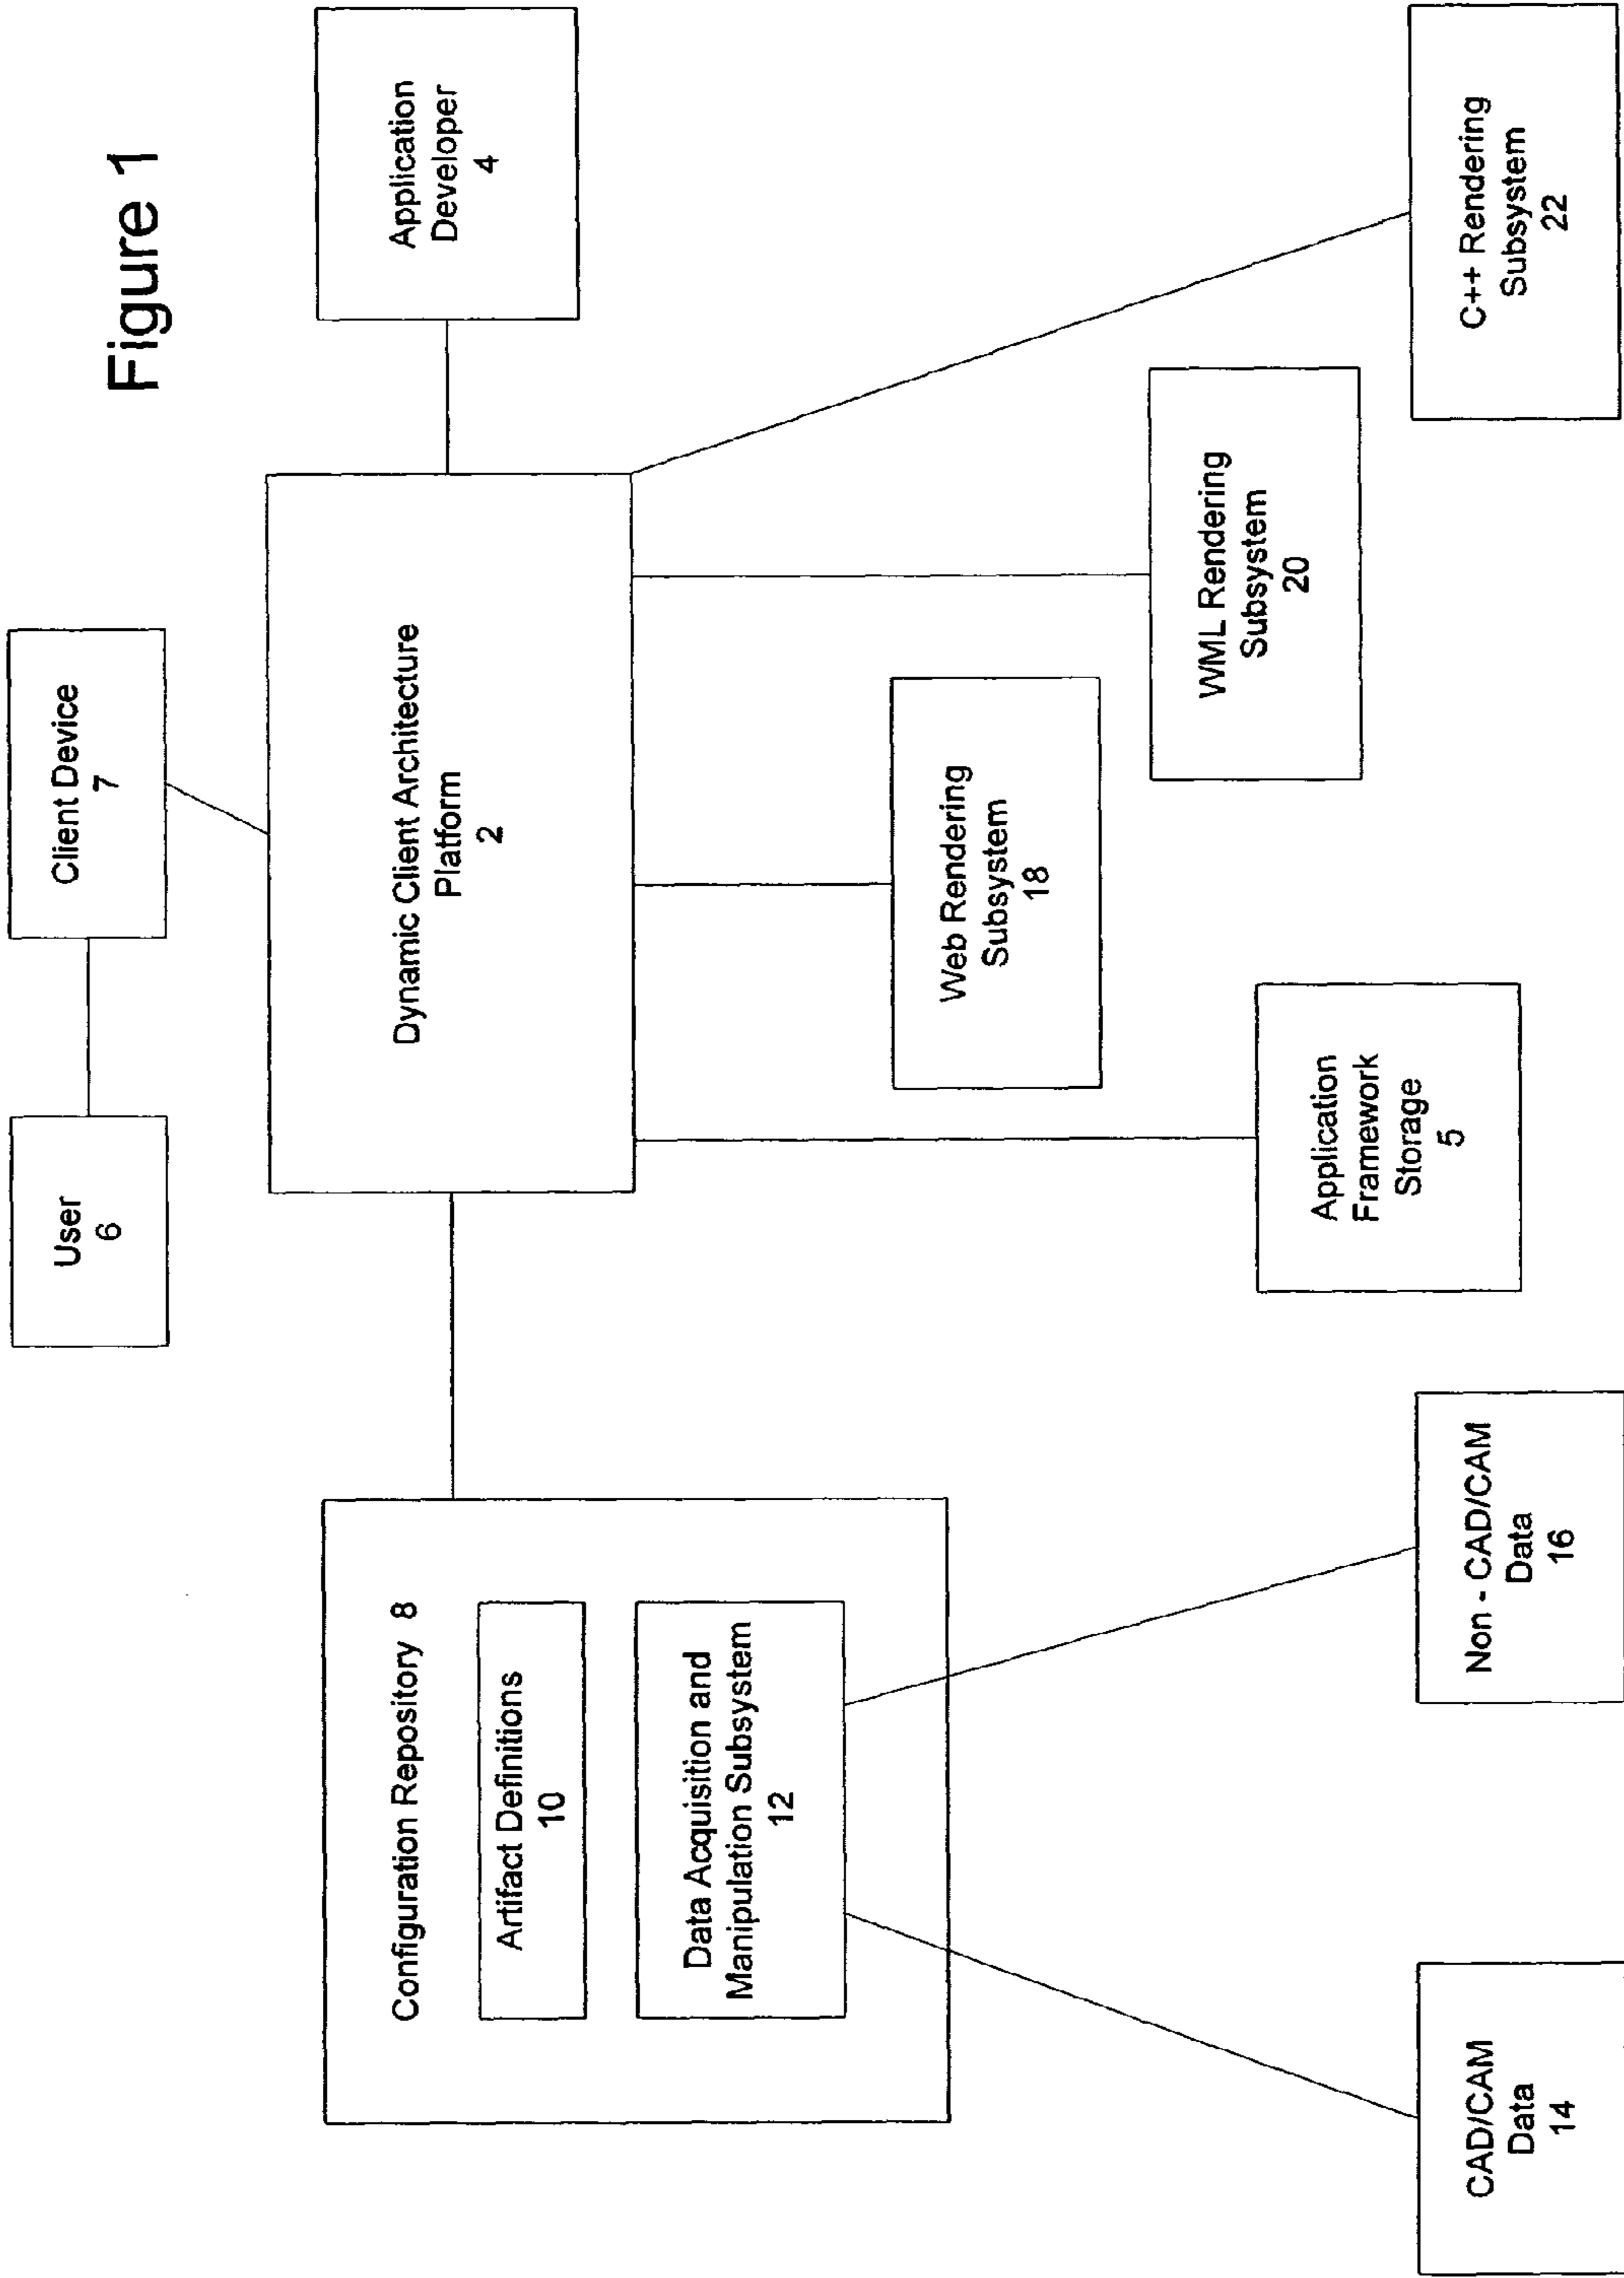 Figure 1
User
6
Client Device
7
Configuration Repository 8
Artifact Definitions
10
Data Acquisition and
Manipulation Subsystem
12
Dynamic Client Architecture
Platform
2
Application
Developer
4
Web Rendering
Subsystem
18
WML Rendering
Subsystem
20
Application
Framework
Storage
5
CAD/CAM
Data
14
Non - CAD/CAM
Data
16
C++ Rendering
Subsystem
22